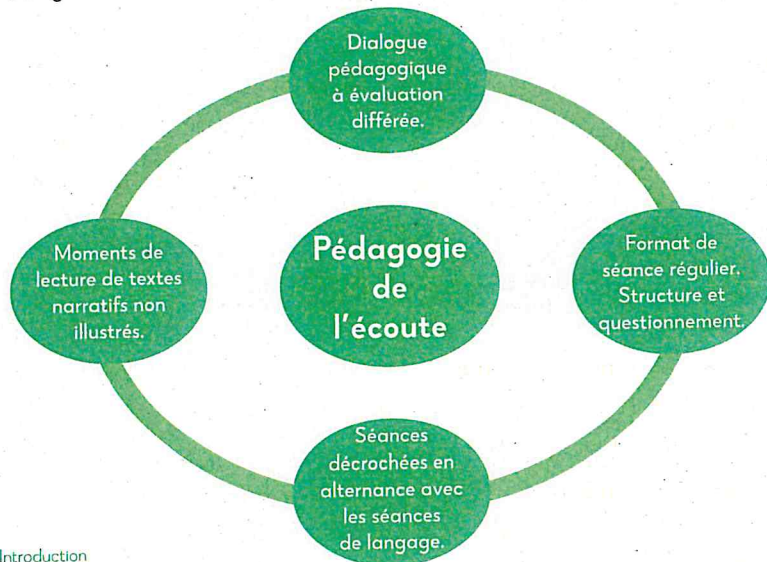 Dialogue
pédagogique
à évaluation
différée.
Moments de
lecture de textes
narratifs non
illustrés.
Pédagogie
de
l'écoute
Format de
séance régulier.
Structure et
questionnement.
Séances
décrochées en
alternance avec
les séances
de langage.
Introduction